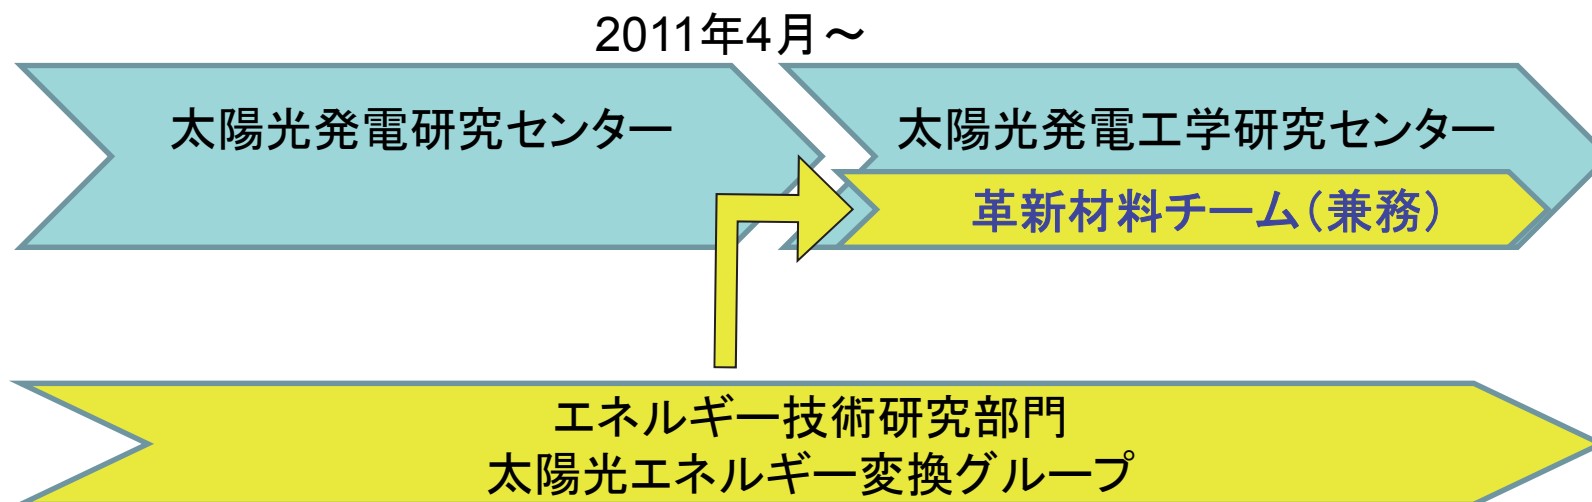 2011年4月～
太陽光発電研究センター
太陽光発電工学研究センター
革新材料チーム（兼務）
エネルギー技術研究部門
太陽光エネルギー変換グループ